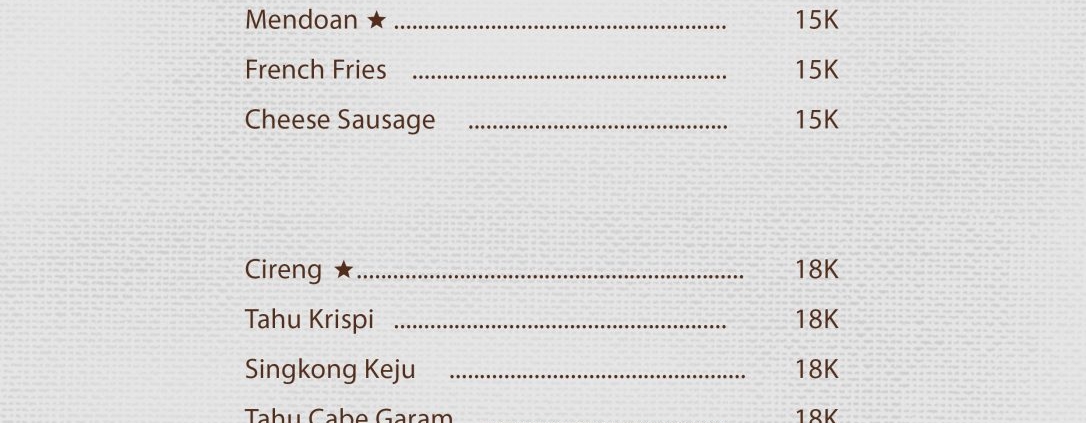 Mendoan ★ ........................................................ 15K
French Fries ..................................................... 15K
Cheese Sausage ........................................... 15K
Cireng ★ ................................................................. 18K
Tahu Krispi ........................................................ 18K
Singkong Keju .................................................. 18K
Tahu Cabe Garam 18K